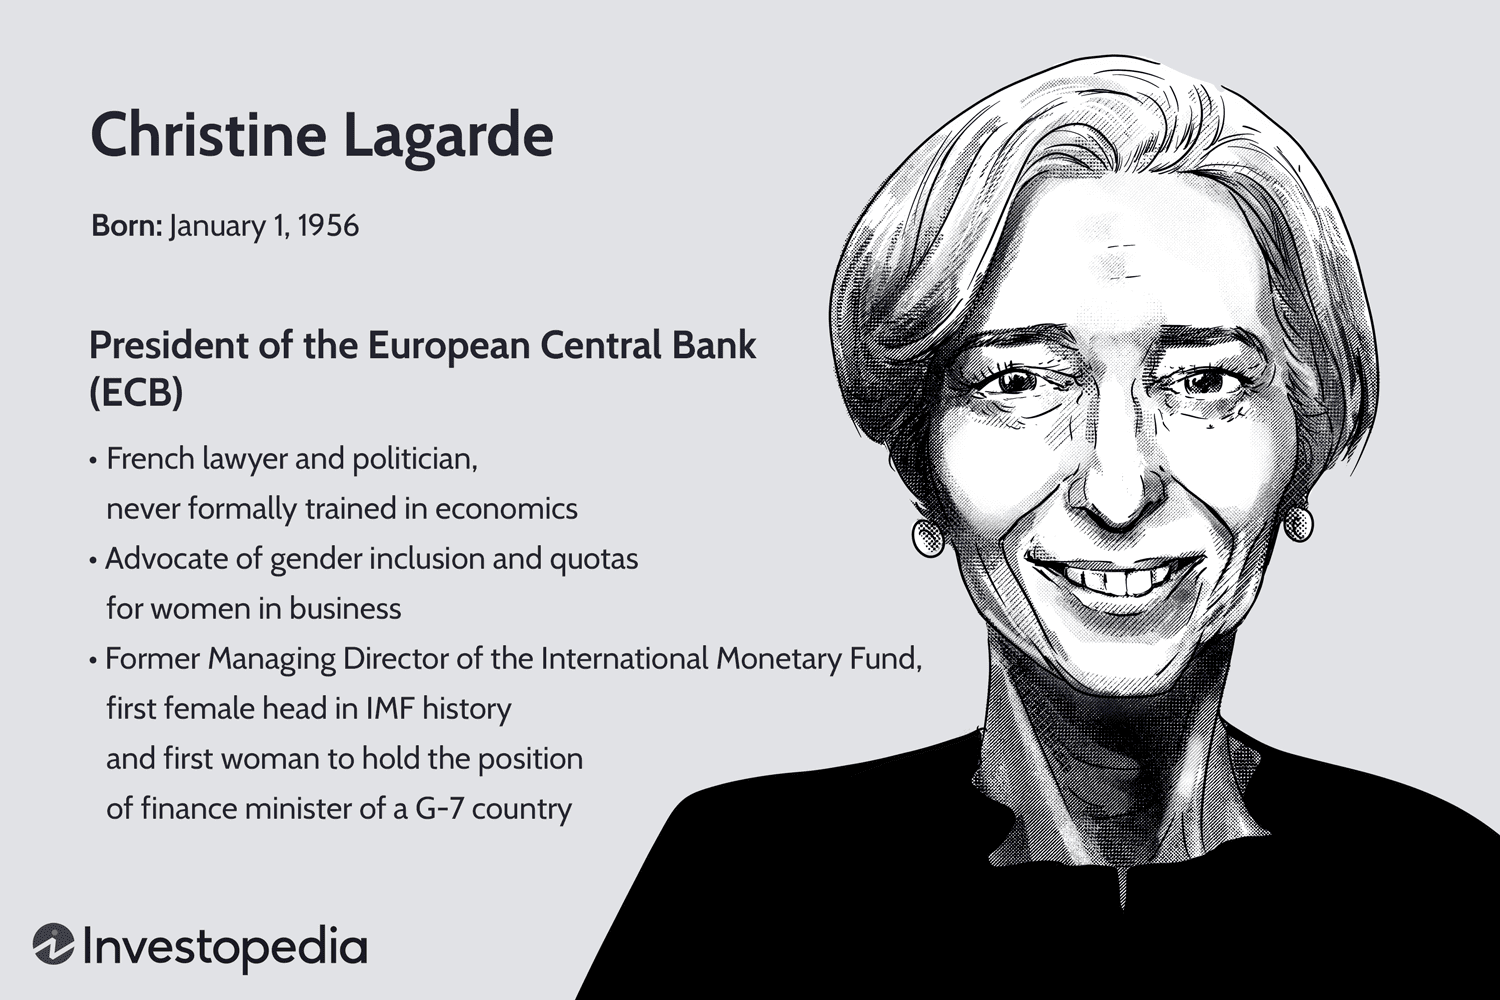 Christine Lagarde
Born: January 1, 1956
President of the European Central Bank
(ECB)
• French lawyer and politician,
never formally trained in economics
• Advocate of gender inclusion and quotas
for women in business
• Former Managing Director of the International Monetary Fund,
first female head in IMF history
and first woman to hold the position
of finance minister of a G-7 country
Investopedia